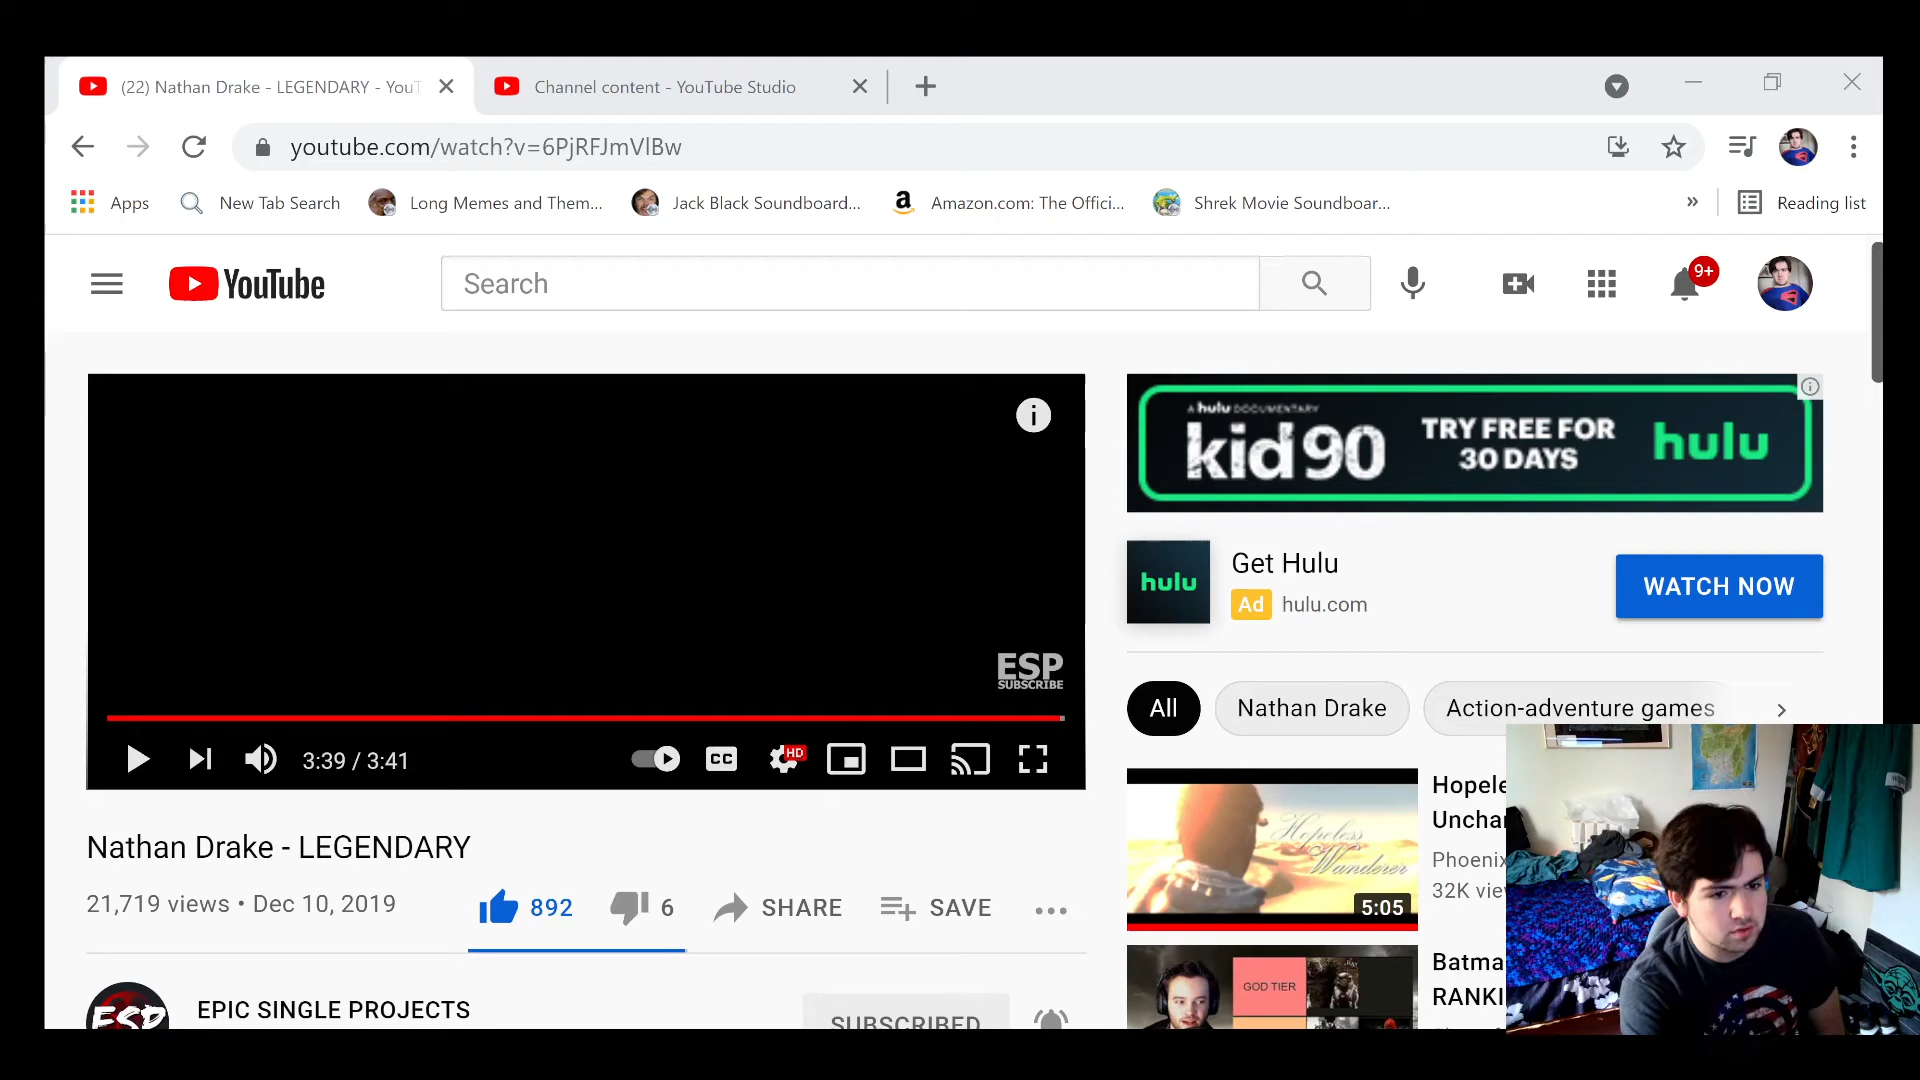 (22) Nathan Drake - LEGENDARY - YouT
Channel content - YouTube Studio
youtube.com/watch?v=6PjRFJmVlBw
Apps
New Tab Search
Long Memes and Them...
Jack Black Soundboard...
Amazon.com: The Offici...
Shrek Movie Soundboar...
»
Reading list
YouTube
Search
9+
A hulu DOCUMENTARY
kid 90
TRY FREE FOR
30 DAYS
hulu
hulu
Get Hulu
Ad hulu.com
WATCH NOW
ESP
SUBSCRIBE
3:39 / 3:41
CC
HD
All
Nathan Drake
Action-adventure games
Nathan Drake - LEGENDARY
21,719 views • Dec 10, 2019
892
6
SHARE
SAVE
Hopeless
Wanderer
5:05
Hopele
Unchar
Phoenix
32K vie
GOD TIER
Batma
RANKI
ESP
EPIC SINGLE PROJECTS
SUBSCRIBED